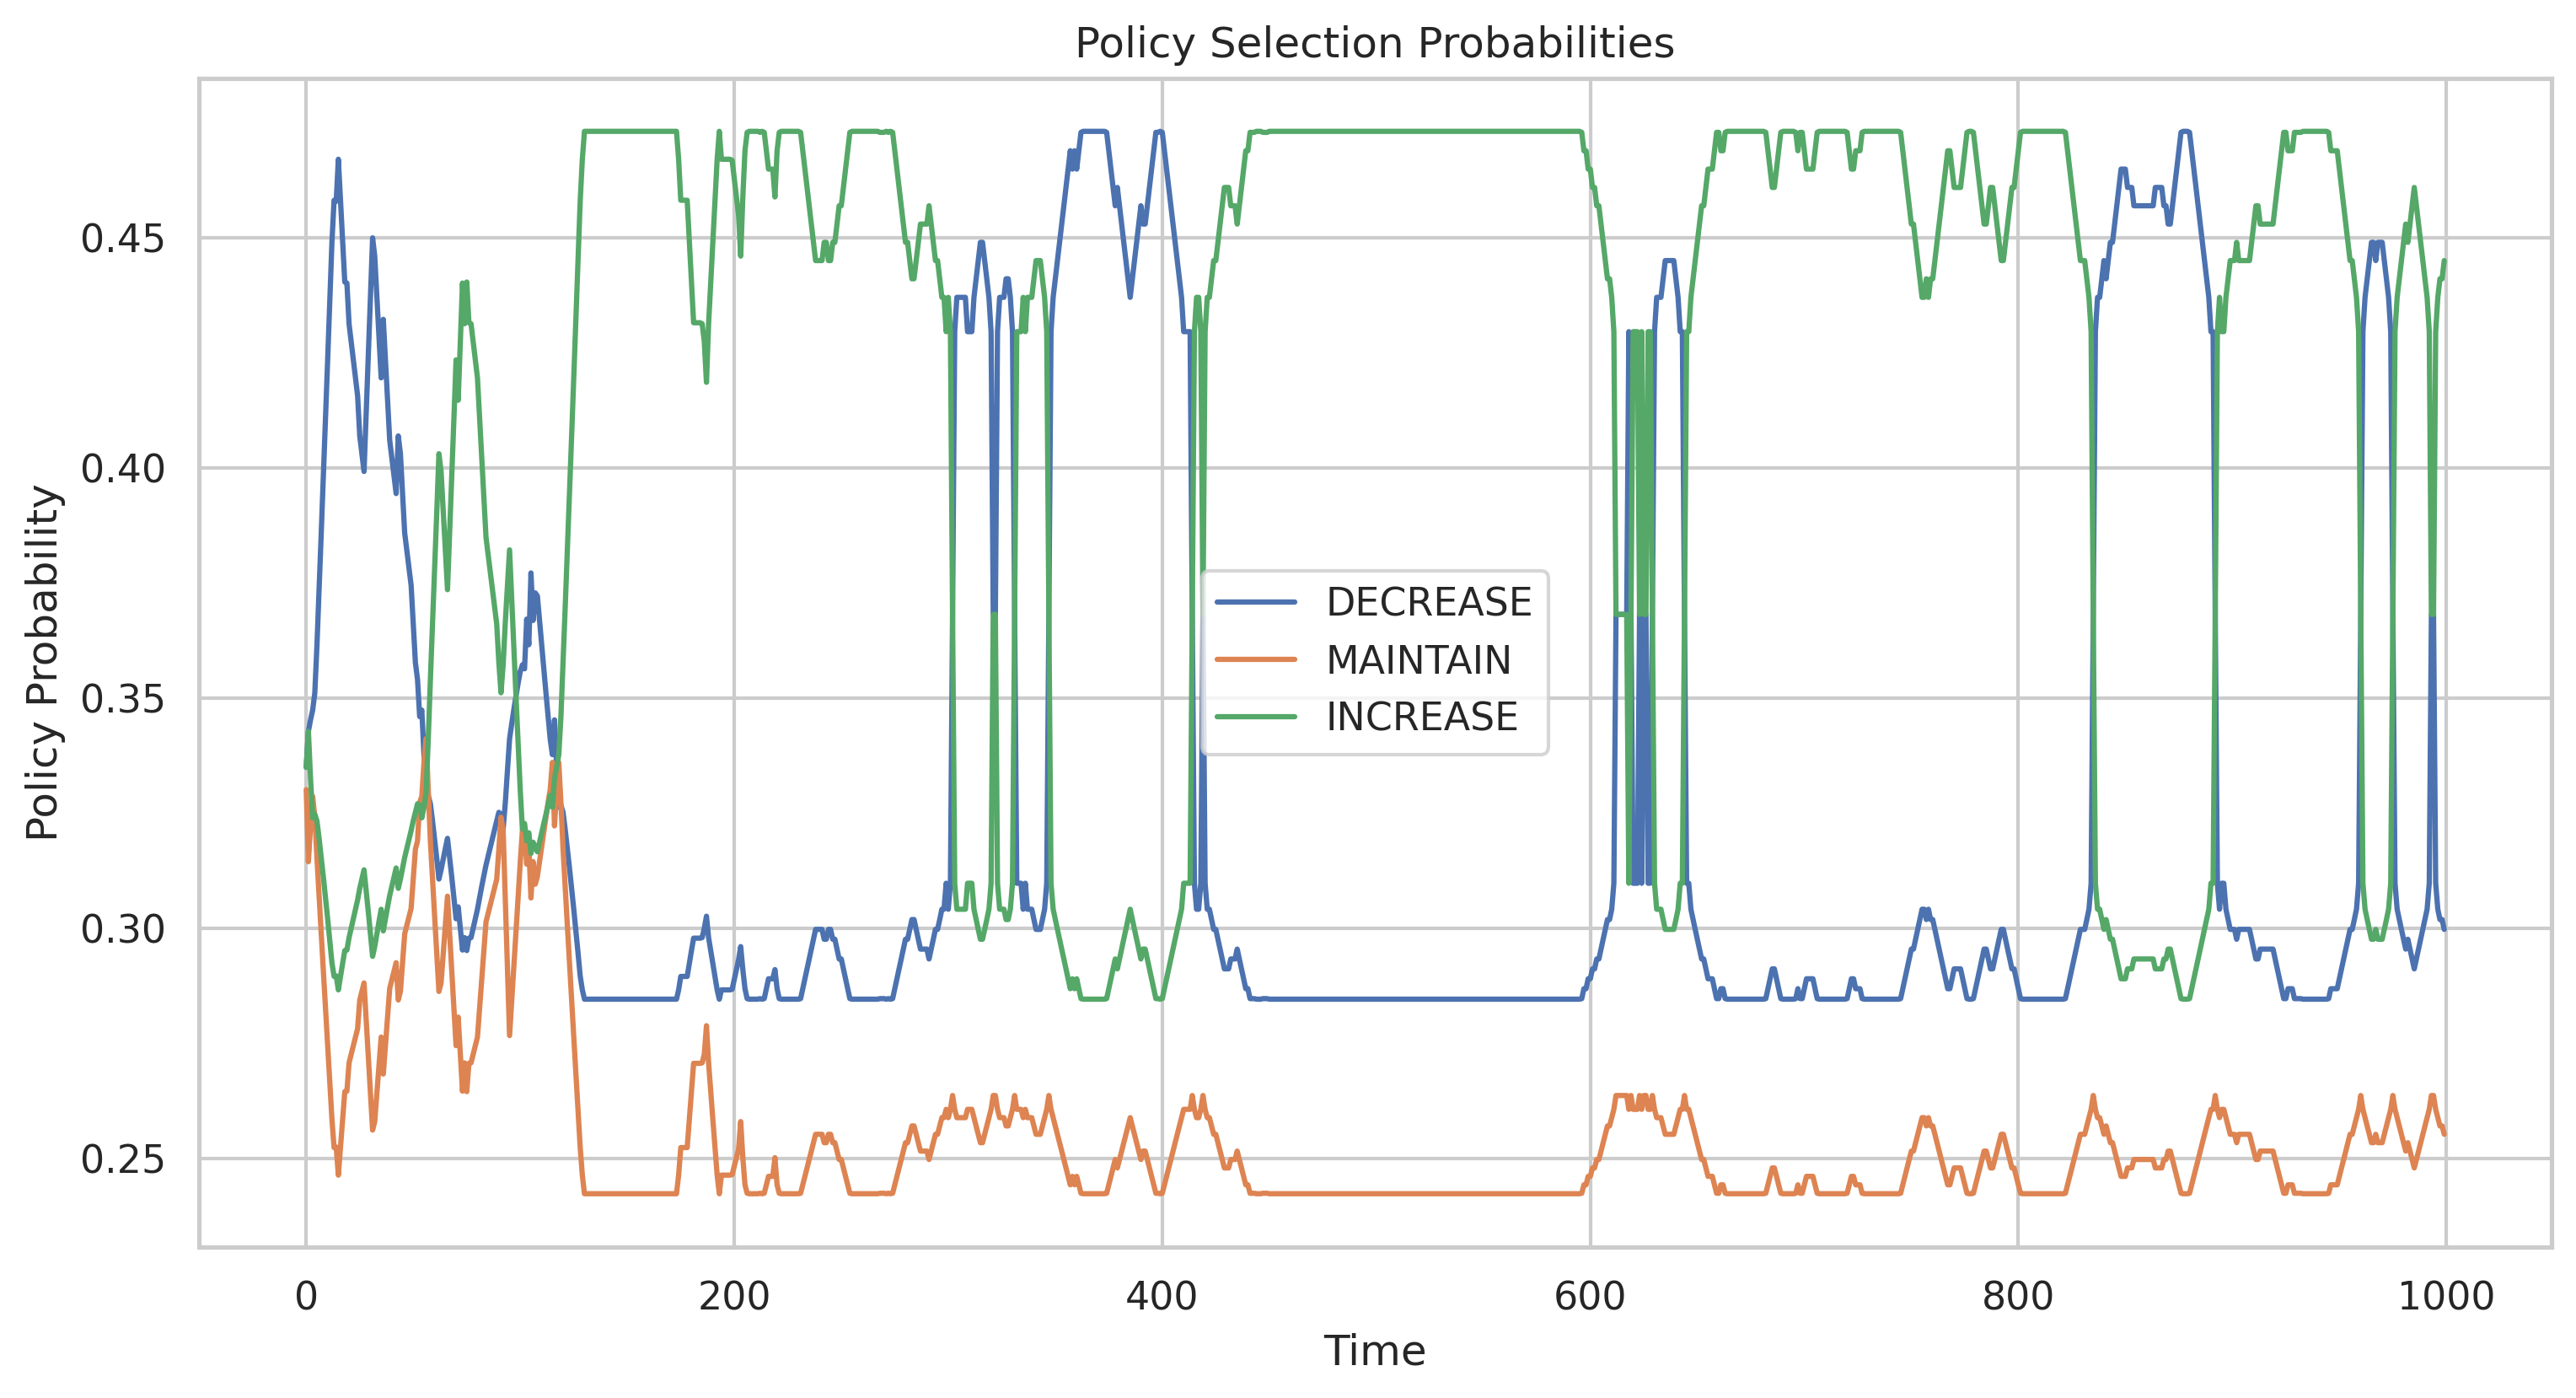 Policy Selection Probabilities
Policy Probability
0.45
0.40
0.35
0.30
0.25
DECREASE
MAINTAIN
INCREASE
0
200
400
600
800
1000
Time